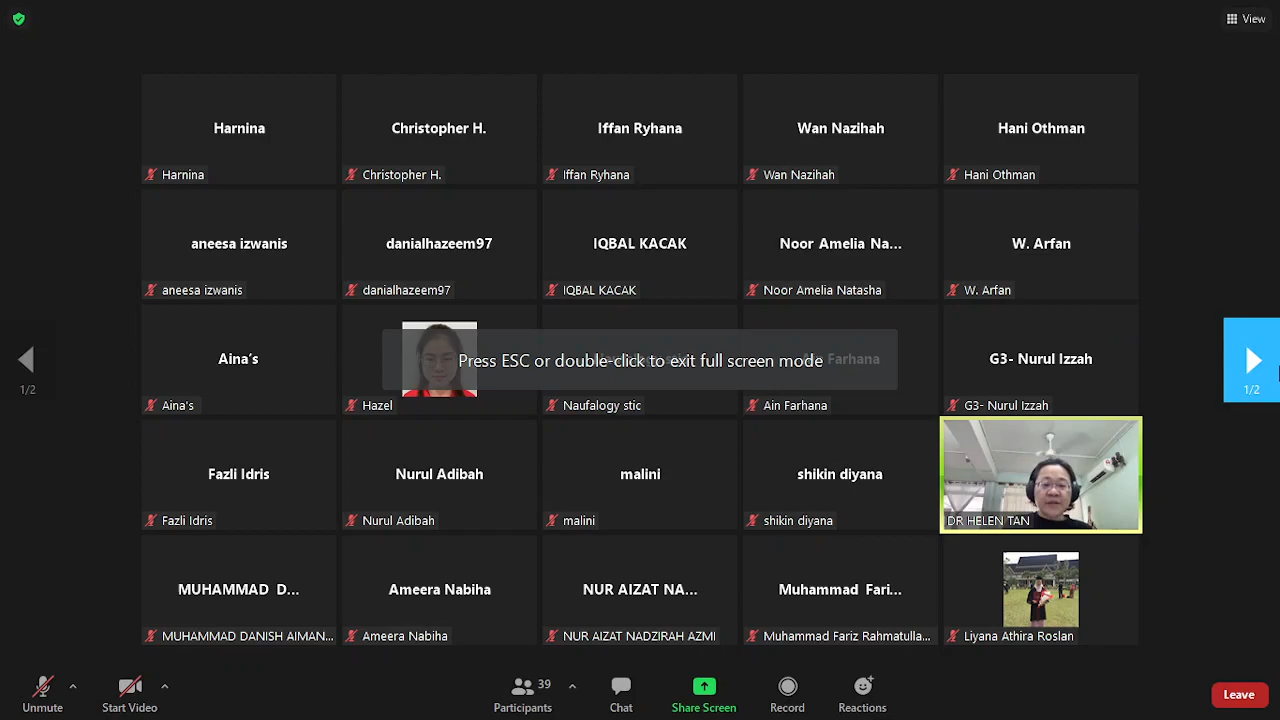 View
Harnina
Christopher H.
Iffan Ryhana
Wan Nazihah
Hani Othman
Harnina
Christopher H.
Iffan Ryhana
Wan Nazihah
Hani Othman
aneesa izwanis
danialhazeem97
IQBAL KACAK
Noor Amelia Na...
W. Arfan
aneesa izwanis
danialhazeem97
IQBAL KACAK
Noor Amelia Natasha
W. Arfan
Aina's
Press ESC or double-click to exit full screen mode
Ain Farhana
G3- Nurul Izzah
1/2
1/2
Aina's
Hazel
Naufalogy stic
Ain Farhana
G3- Nurul Izzah
Fazli Idris
Nurul Adibah
malini
shikin diyana
Fazli Idris
Nurul Adibah
malini
shikin diyana
DR HELEN TAN
MUHAMMAD D...
Ameera Nabiha
NUR AIZAT NA...
Muhammad Fari...
MUHAMMAD DANISH AIMAN...
Ameera Nabiha
NUR AIZAT NADZIRAH AZMI
Muhammad Fariz Rahmatulla...
Liyana Athira Roslan
Unmute
Start Video
39
Participants
Chat
Share Screen
Record
Reactions
Leave